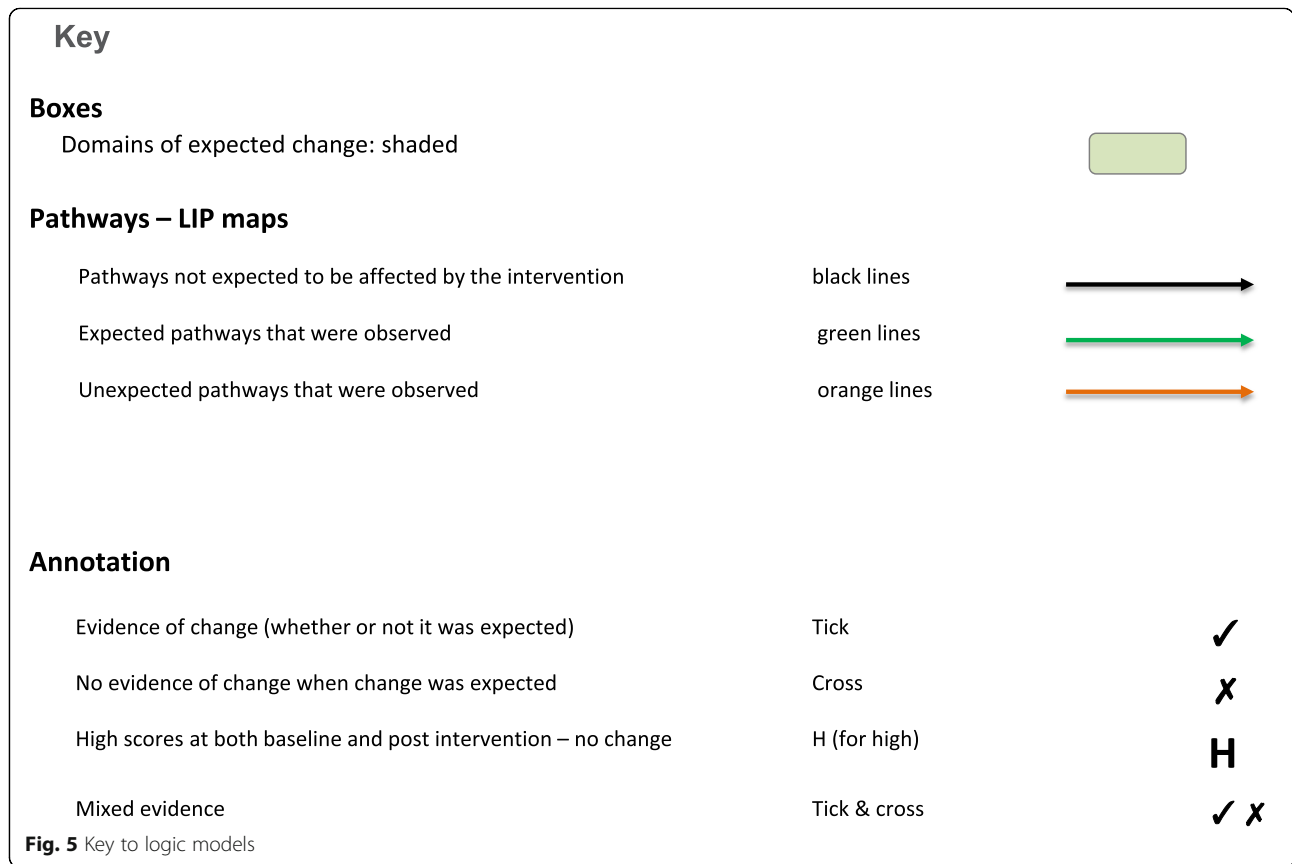 Key
Boxes
Domains of expected change: shaded
Pathways – LIP maps
Pathways not expected to be affected by the intervention black lines
Expected pathways that were observed green lines
Unexpected pathways that were observed orange lines
Annotation
Evidence of change (whether or not it was expected) Tick ✓
No evidence of change when change was expected Cross ✗
High scores at both baseline and post intervention – no change H (for high) H
Mixed evidence Tick & cross ✓ ✗
Fig. 5 Key to logic models